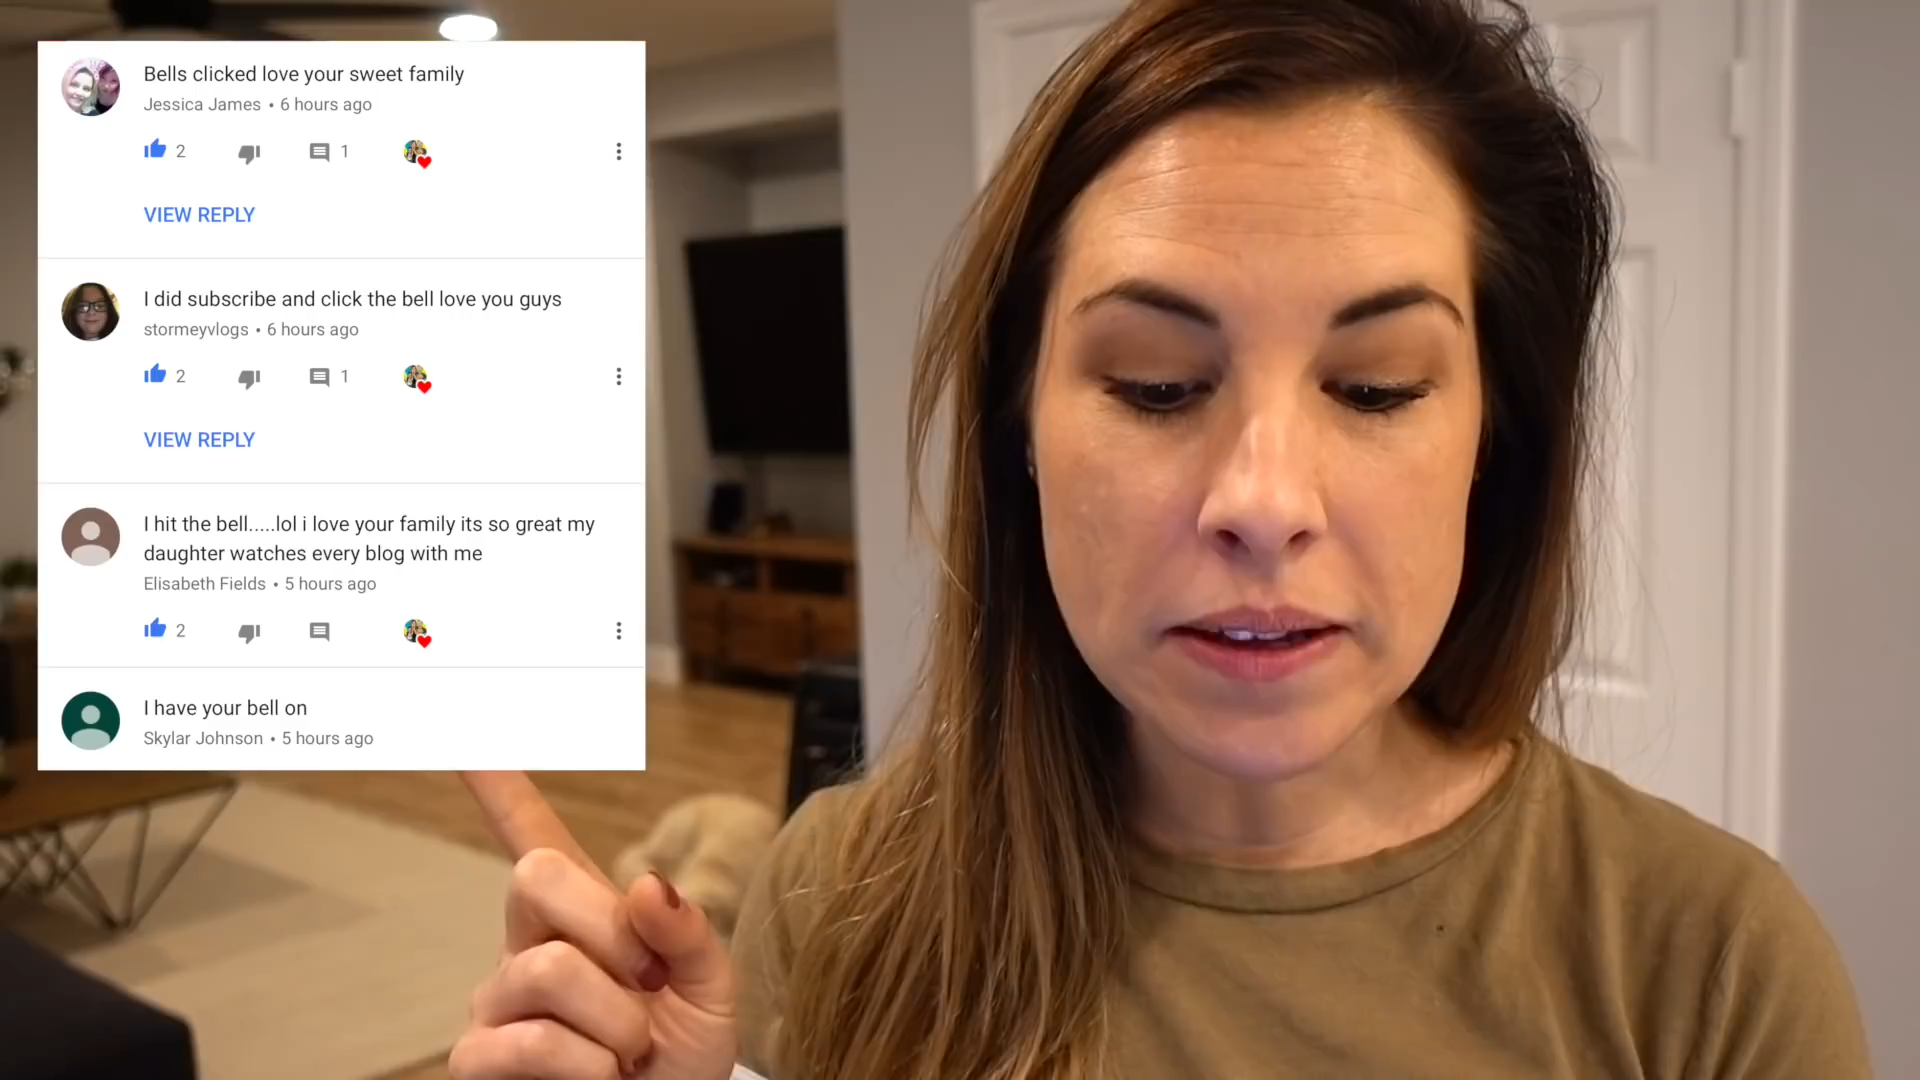 Bells clicked love your sweet family
Jessica James • 6 hours ago
2
1
VIEW REPLY
I did subscribe and click the bell love you guys
stormeyvlogs • 6 hours ago
2
1
VIEW REPLY
I hit the bell.....lol i love your family its so great my
daughter watches every blog with me
Elisabeth Fields • 5 hours ago
2
I have your bell on
Skylar Johnson • 5 hours ago